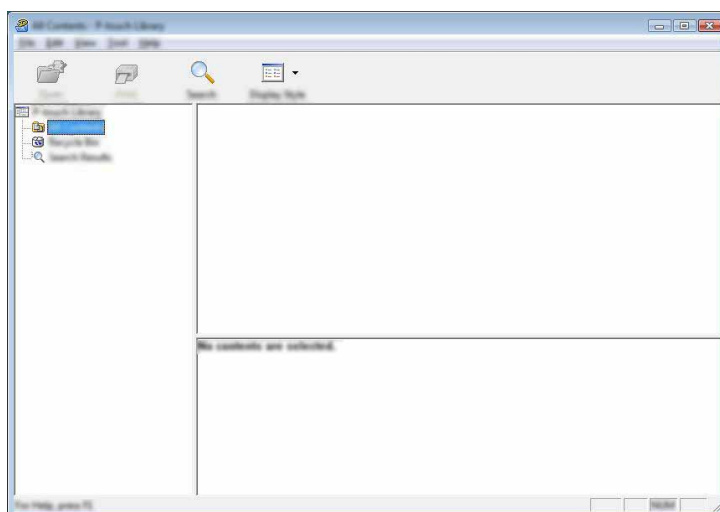 All Contents - P-touch Library
File Edit View Tool Help
Open Print Search Display Style
P-touch Library
All Contents
Recycle Bin
Search Results
No contents are selected.
For Help, press F1
NUM